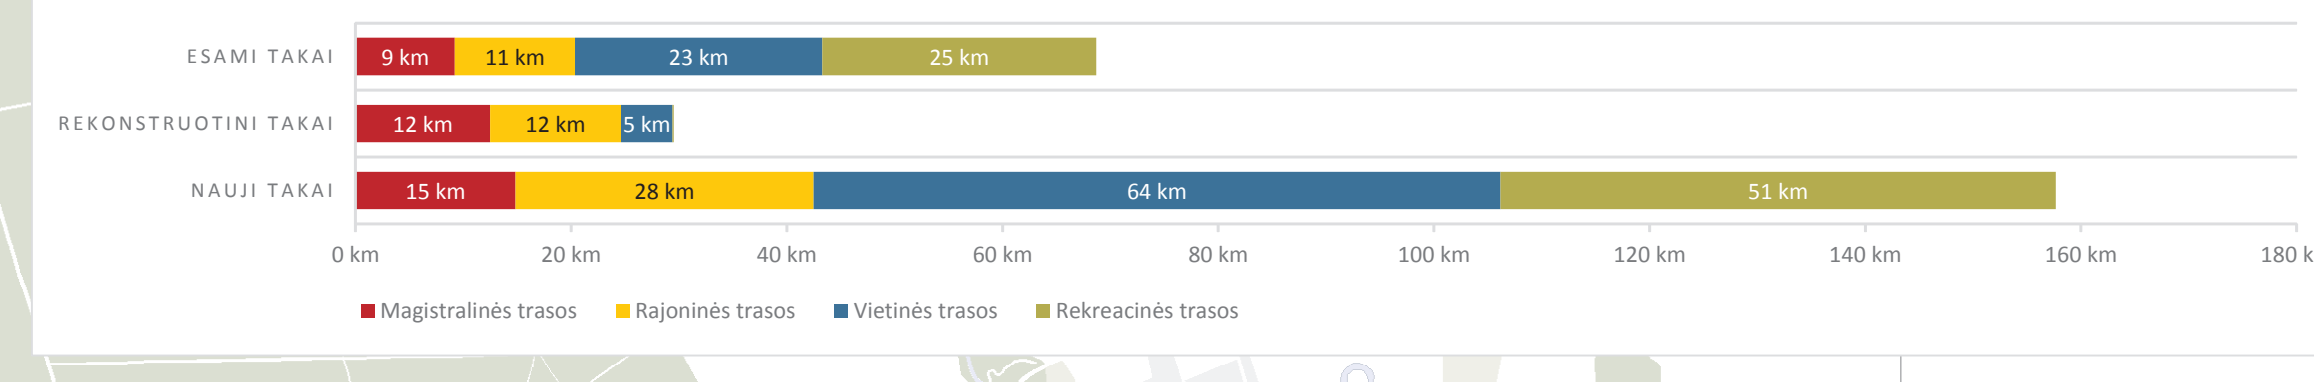 ESAMI TAKAI 9 km 11 km 23 km 25 km
REKONSTRUOTINI TAKAI 12 km 12 km 5 km
NAUJI TAKAI 15 km 28 km 64 km 51 km
0 km 20 km 40 km 60 km 80 km 100 km 120 km 140 km 160 km 180 k
Magistralinės trasos Rajoninės trasos Vietinės trasos Rekreacinės trasos